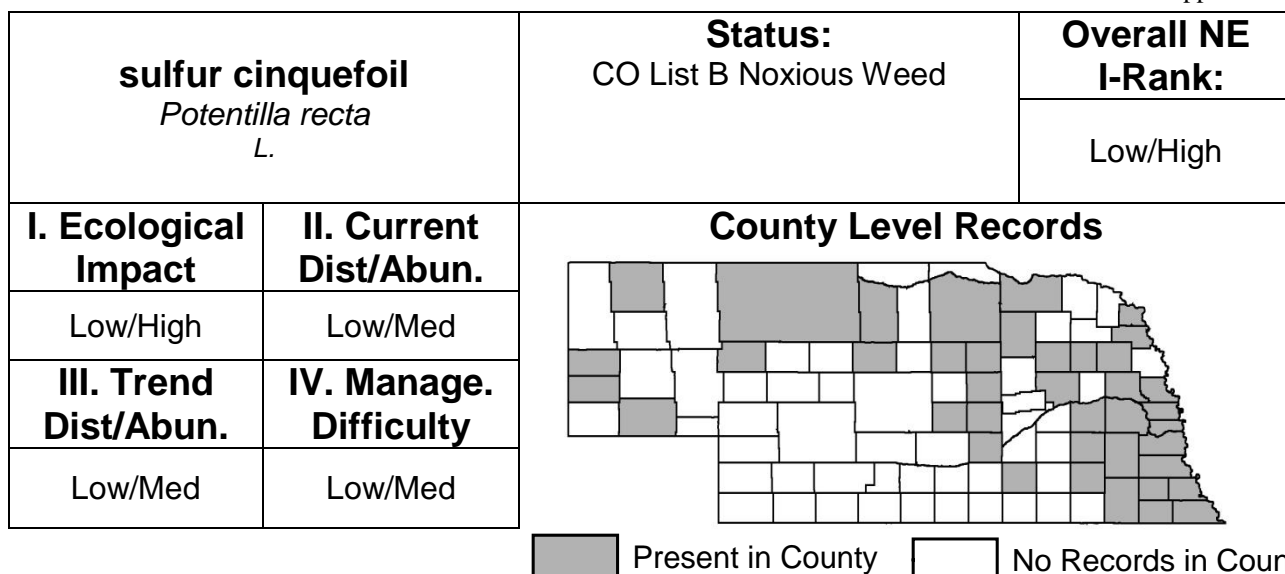 sulfur cinquefoil
Potentilla recta
L.
Status:
CO List B Noxious Weed
Overall NE
I-Rank:
Low/High
I. Ecological
Impact
II. Current
Dist/Abun.
Low/High
Low/Med
III. Trend
Dist/Abun.
IV. Manage.
Difficulty
Low/Med
Low/Med
County Level Records
Present in County
No Records in Coun